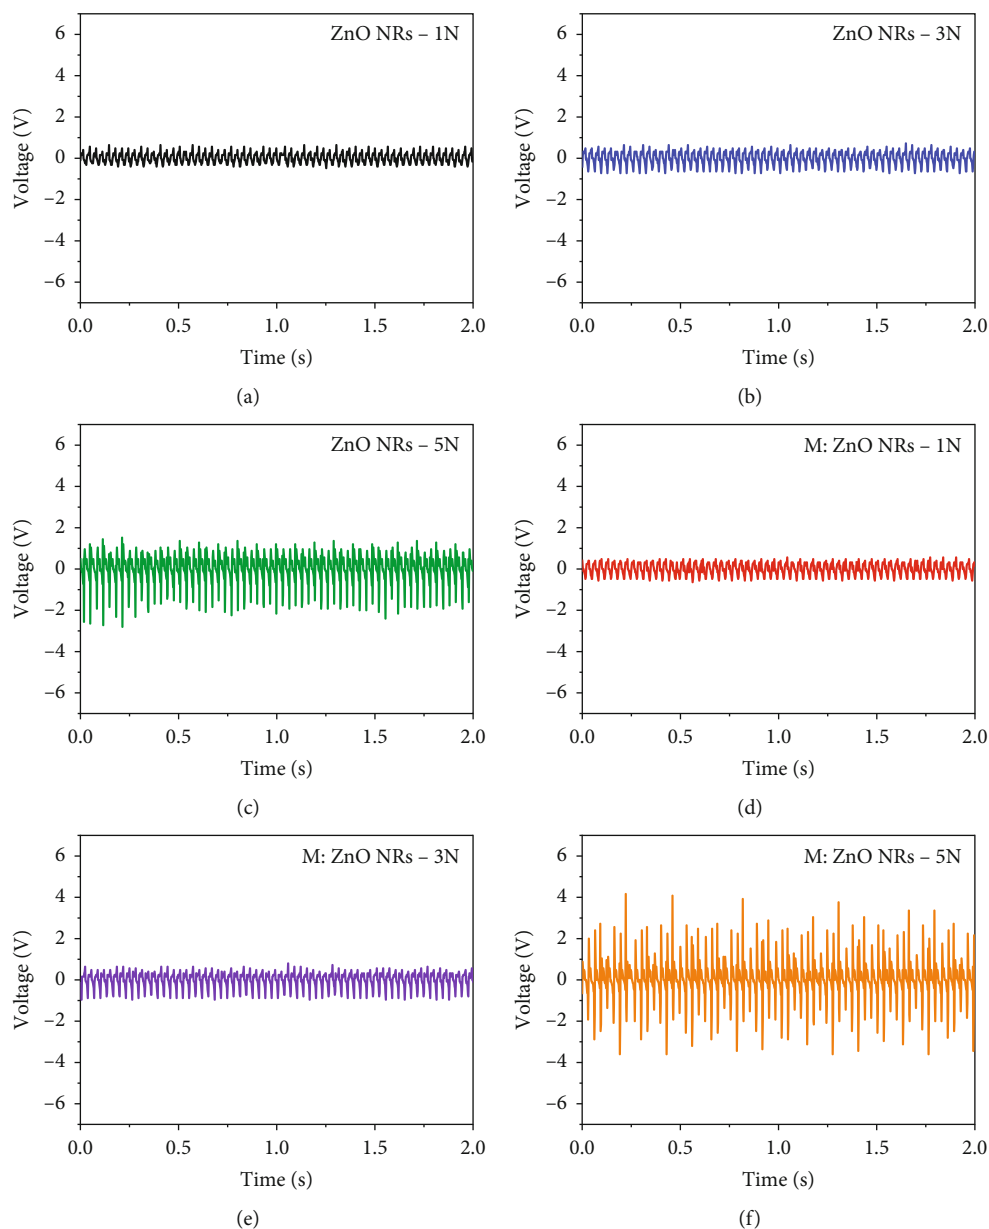 ZnO NRs – 1N
6
4
2
0
−2
−4
−6
Voltage (V)
0.0 0.5 1.0 1.5 2.0
Time (s)
(a)
ZnO NRs – 3N
6
4
2
0
−2
−4
−6
Voltage (V)
0.0 0.5 1.0 1.5 2.0
Time (s)
(b)
ZnO NRs – 5N
6
4
2
0
−2
−4
−6
Voltage (V)
0.0 0.5 1.0 1.5 2.0
Time (s)
(c)
M: ZnO NRs – 1N
6
4
2
0
−2
−4
−6
Voltage (V)
0.0 0.5 1.0 1.5 2.0
Time (s)
(d)
M: ZnO NRs – 3N
6
4
2
0
−2
−4
−6
Voltage (V)
0.0 0.5 1.0 1.5 2.0
Time (s)
(e)
M: ZnO NRs – 5N
6
4
2
0
−2
−4
−6
Voltage (V)
0.0 0.5 1.0 1.5 2.0
Time (s)
(f)